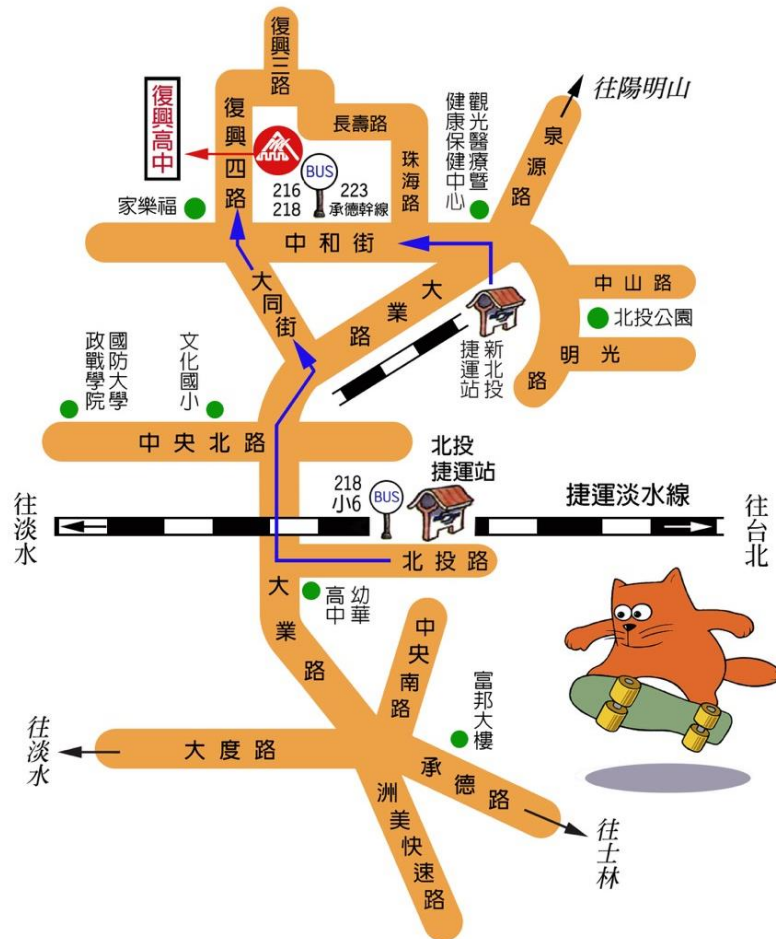 復興三路
復興高中
復興四路
長壽路
珠海路
觀光醫療暨
健康保健中心
泉源路
往陽明山
BUS
216
218
223
承德幹線
家樂福
中和街
大同街
大業路
新北投
捷運站
中山路
北投公園
明光路
國防大學
政戰學院
文化國小
中央北路
北投
捷運站
218
小6
BUS
捷運淡水線
往淡水
往台北
北投路
幼華
高中
大業路
中央南路
富邦大樓
往淡水
大度路
承德路
洲美快速路
往士林